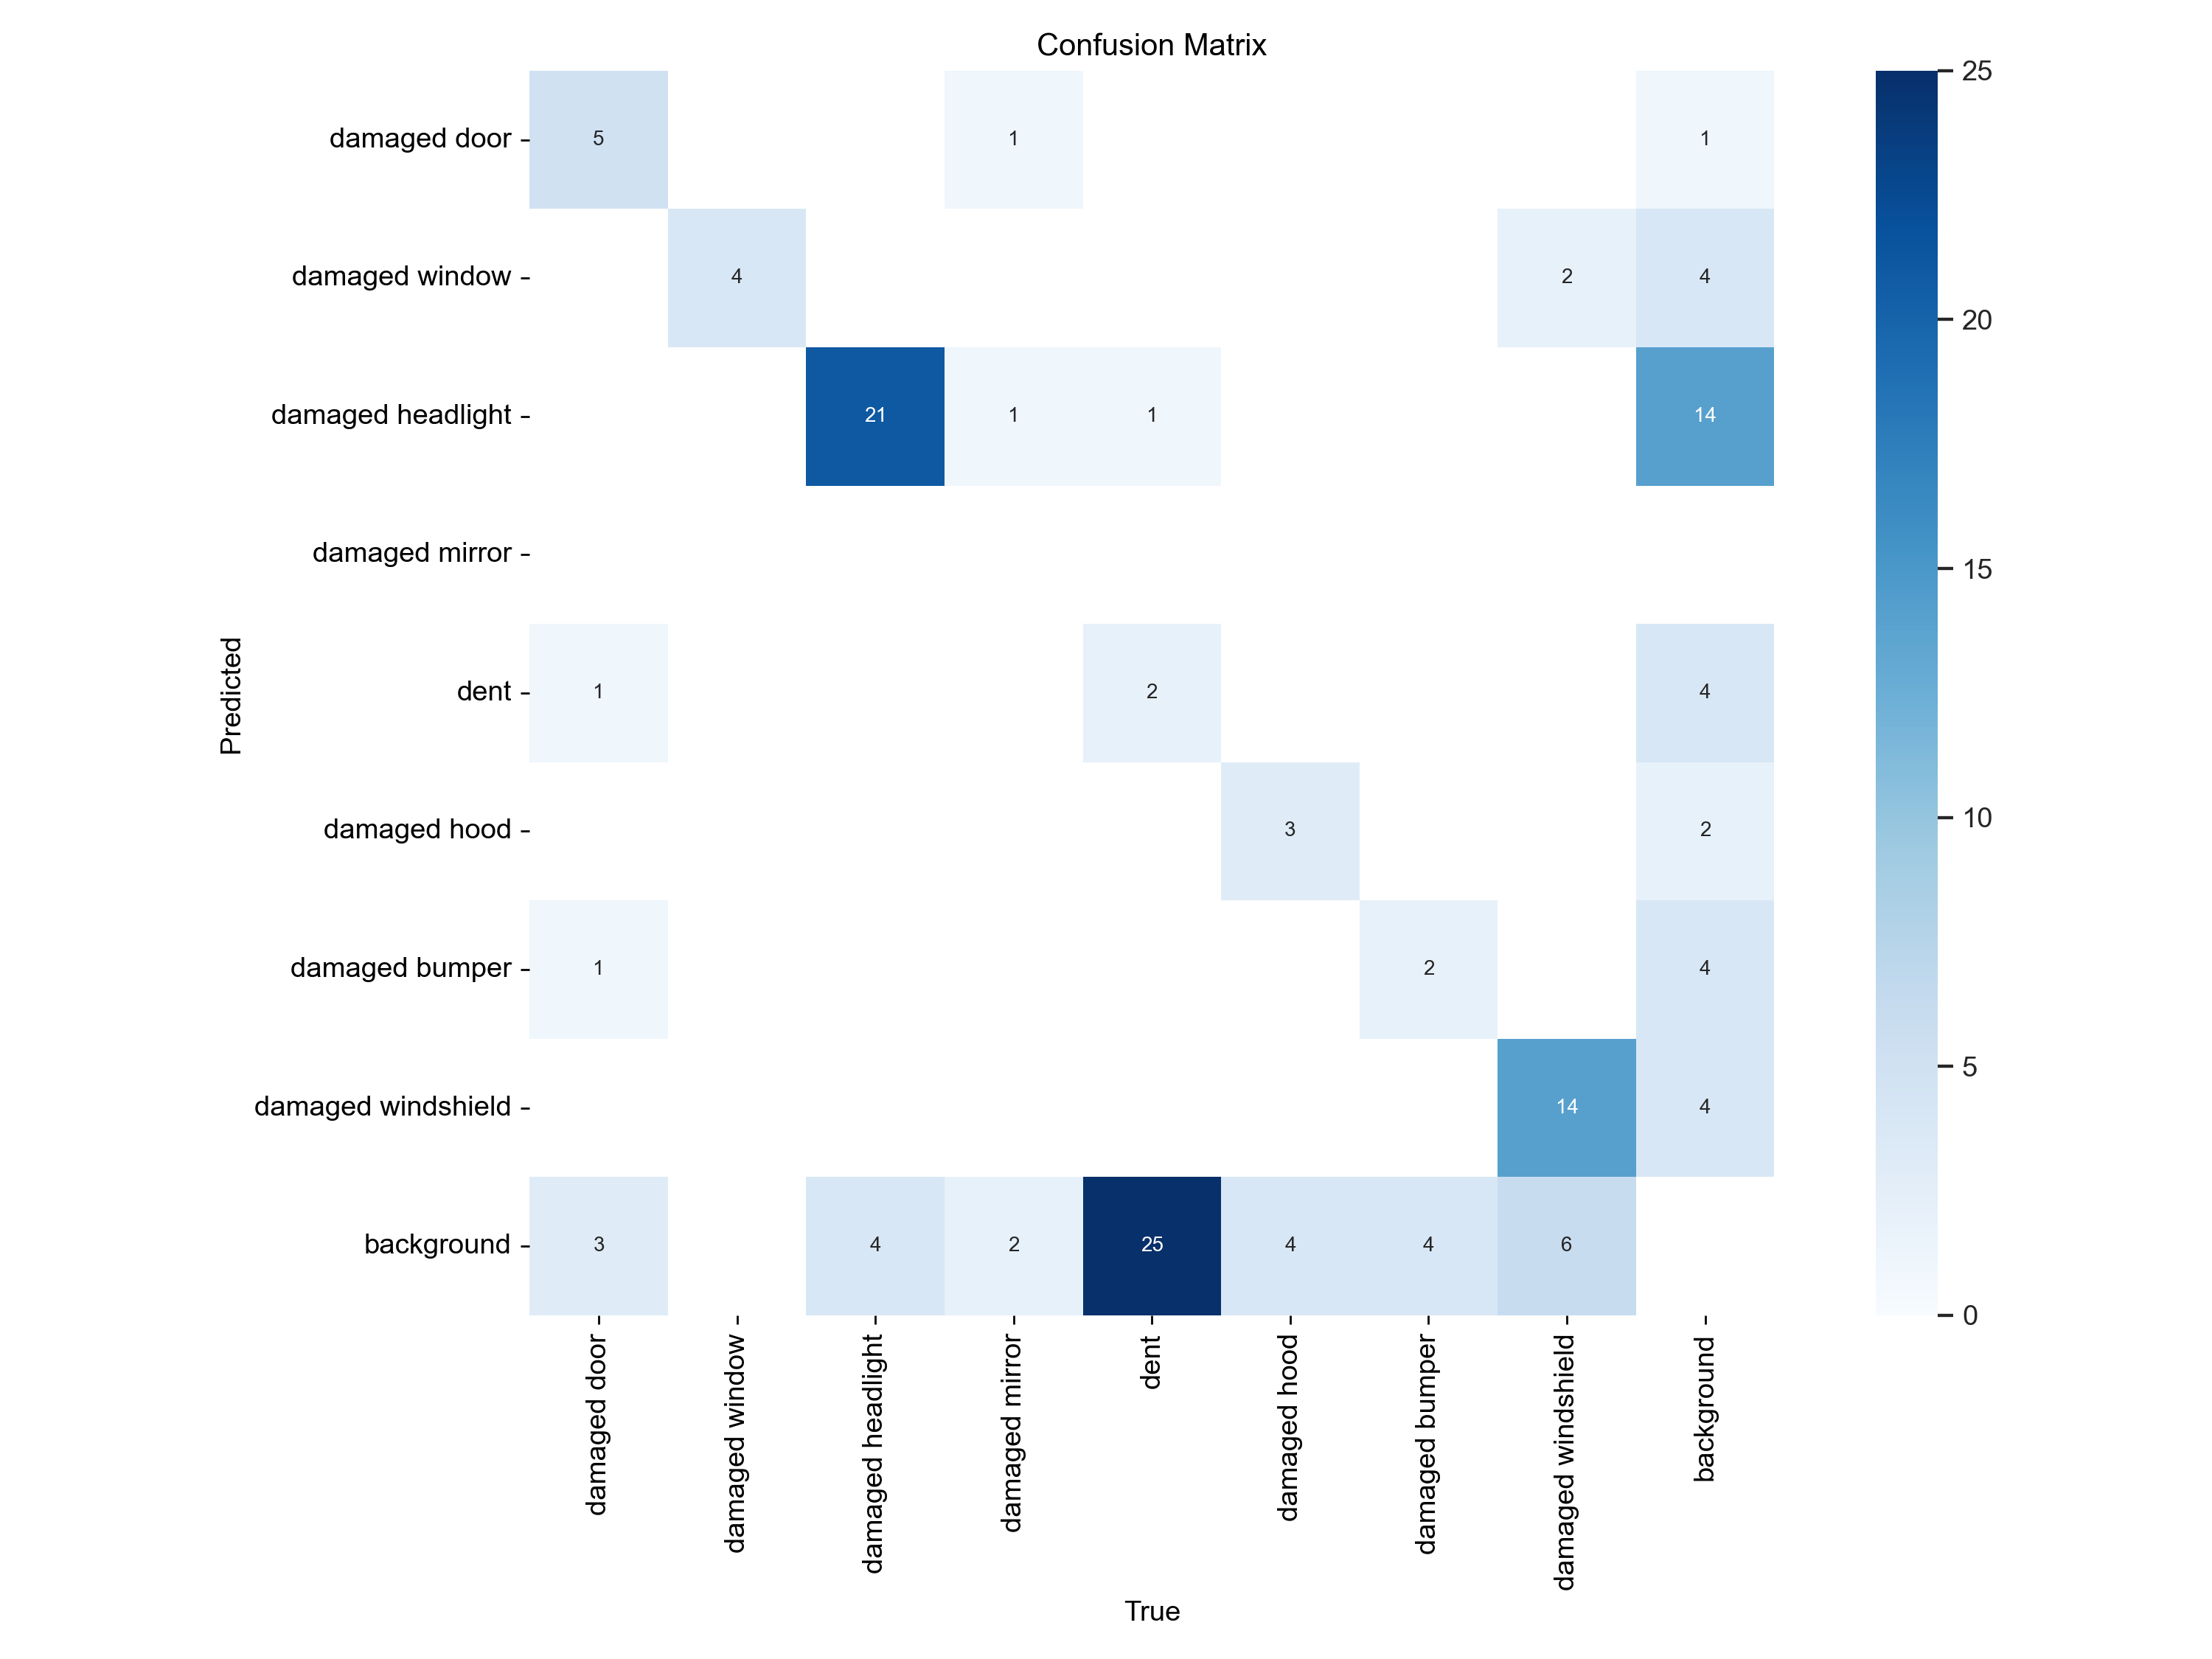 Confusion Matrix
damaged door 5 1 1
damaged window 4 2 4
damaged headlight 21 1 1 14
damaged mirror
dent 1 2 4
damaged hood 3 2
damaged bumper 1 2 4
damaged windshield 14 4
background 3 4 2 25 4 4 6
Predicted
damaged door
damaged window
damaged headlight
damaged mirror
dent
damaged hood
damaged bumper
damaged windshield
background
True
25
20
15
10
5
0